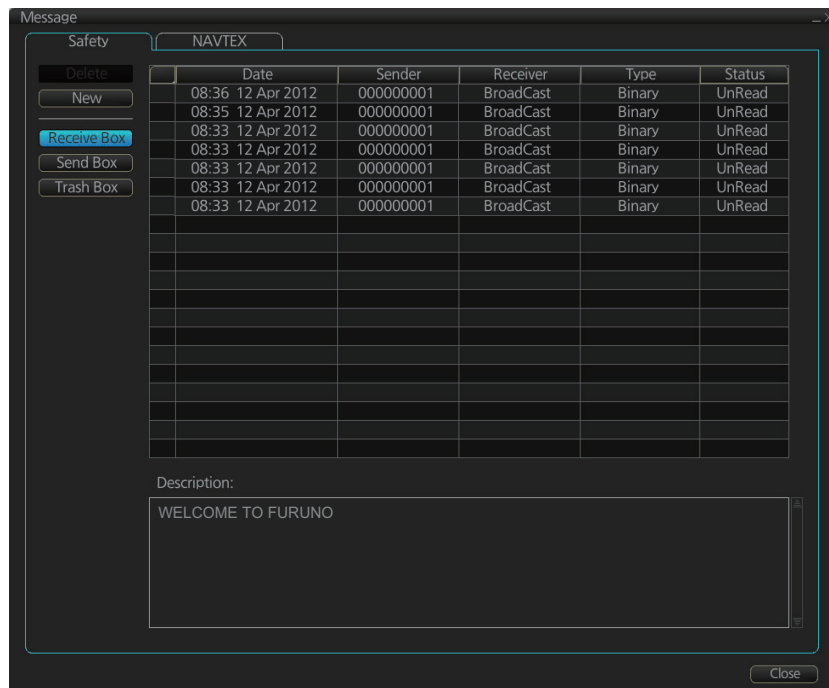 Message
Safety NAVTEX
Delete
New
Receive Box
Send Box
Trash Box
Date Sender Receiver Type Status
08:36 12 Apr 2012 000000001 BroadCast Binary UnRead
08:35 12 Apr 2012 000000001 BroadCast Binary UnRead
08:33 12 Apr 2012 000000001 BroadCast Binary UnRead
08:33 12 Apr 2012 000000001 BroadCast Binary UnRead
08:33 12 Apr 2012 000000001 BroadCast Binary UnRead
08:33 12 Apr 2012 000000001 BroadCast Binary UnRead
08:33 12 Apr 2012 000000001 BroadCast Binary UnRead
Description:
WELCOME TO FURUNO
Close